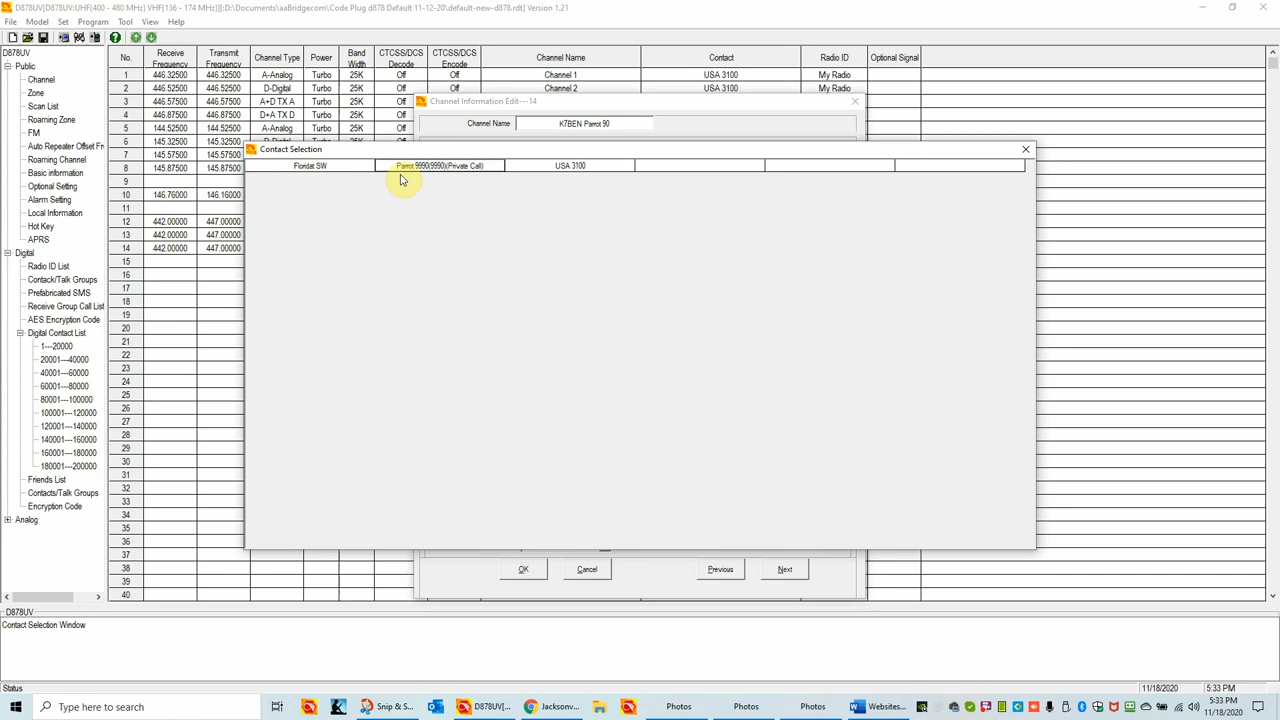 D878UV[D878UV:UHF(400 - 480 MHz) VHF(136 - 174 MHz)][:D:\Documents\aaBridgecom\Code Plug d878 Default 11-12-20\default-new-d878.rdt] Version 1.21
File Model Set Program Tool View Help
D878UV
Public
Channel
Zone
Scan List
Roaming Zone
FM
Auto Repeater Offset Fr
Roaming Channel
Basic information
Optional Setting
Alarm Setting
Local Information
Hot Key
APRS
Digital
Radio ID List
Contack/Talk Groups
Prefabricated SMS
Receive Group Call List
AES Encryption Code
Digital Contact List
1---20000
20001---40000
40001---60000
60001---80000
80001---100000
100001---120000
120001---140000
140001---160000
160001---180000
180001---200000
Friends List
Contacts/Talk Groups
Encryption Code
Analog
No. Receive Frequency Transmit Frequency Channel Type Power Band Width CTCSS/DCS Decode CTCSS/DCS Encode Channel Name Contact Radio ID Optional Signal
1 446.32500 446.32500 A-Analog Turbo 25K Off Off Channel 1 USA 3100 My Radio
2 446.52500 446.52500 D-Digital Turbo 25K Off Off Channel 2 USA 3100 My Radio
3 446.57500 446.57500 A+D TX A Turbo 25K Off
4 446.87500 446.87500 D+A TX D Turbo 25K Off
5 144.52500 144.52500 A-Analog Turbo 25K Off
6 145.32500 145.32500
7 145.57500 145.57500
8 145.87500 145.87500
9
10 146.76000 146.16000
11
12 442.00000 447.00000
13 442.00000 447.00000
14 442.00000 447.00000
15
16
17
18
19
20
21
22
23
24
25
26
27
28
29
30
31
32
33
34
35
36
37
38
39
40
Channel Information Edit---14
Channel Name K7BEN Parrot 90
Contact Selection
Floridat SW Parrot 9990(9990)(Private Call) USA 3100
OK Cancel Previous Next
D878UV
Contact Selection Window
Status 11/18/2020 5:33 PM
Type here to search
Snip & S...
D878UV[...
Jacksonv...
Photos
Photos
Photos
Websites...
5:33 PM
11/18/2020